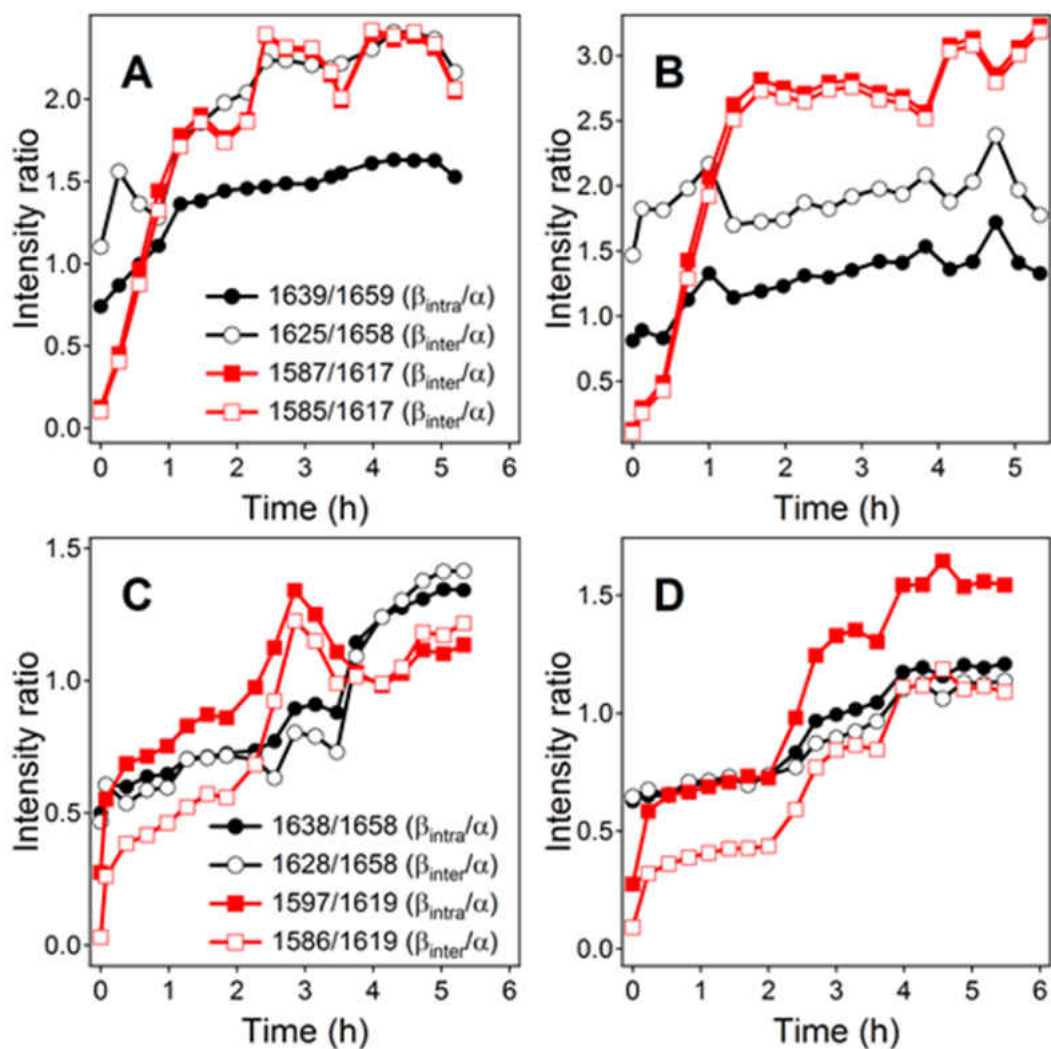 A
B
Intensity ratio
2.0
1.5
1.0
0.5
0.0
1639/1659 (βintra/α)
1625/1658 (βinter/α)
1587/1617 (βinter/α)
1585/1617 (βinter/α)
0 1 2 3 4 5 6
Time (h)
Intensity ratio
3.0
2.5
2.0
1.5
1.0
0.5
0 1 2 3 4 5
Time (h)
C
D
Intensity ratio
1.5
1.0
0.5
0.0
1638/1658 (βintra/α)
1628/1658 (βinter/α)
1597/1619 (βintra/α)
1586/1619 (βinter/α)
0 1 2 3 4 5 6
Time (h)
Intensity ratio
1.5
1.0
0.5
0.0
0 1 2 3 4 5 6
Time (h)